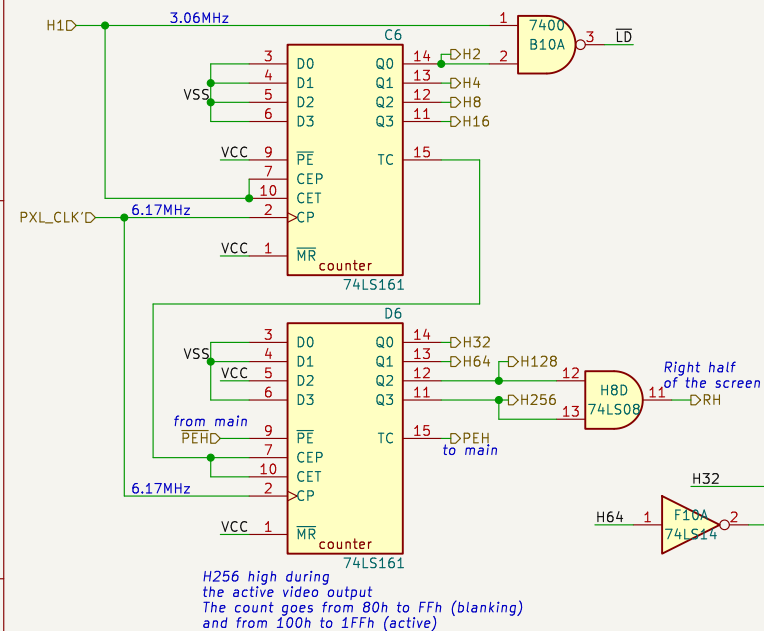 H1
3.06MHz
1
7400
B10A
3
LD
2
C6
3 D0 Q0 14 H2
VSS
4 D1 Q1 13 H4
5 D2 Q2 12 H8
6 D3 Q3 11 H16
VCC 9 PE TC 15
7 CEP
10 CET
PXL_CLK' 6.17MHz 2 CP
VCC 1 MR
counter
74LS161
D6
3 D0 Q0 14 H32
VSS
4 D1 Q1 13 H64 H128
VCC 5 D2 Q2 12 12
6 D3 Q3 11 H256 13
H8D
74LS08
11
RH
Right half
of the screen
from main
PEH 9 PE TC 15 PEH
to main
7 CEP
10 CET
6.17MHz 2 CP
VCC 1 MR
counter
74LS161
H32
H64 1 F10A 2
74LS14
H256 high during
the active video output
The count goes from 80h to FFh (blanking)
and from 100h to 1FFh (active)